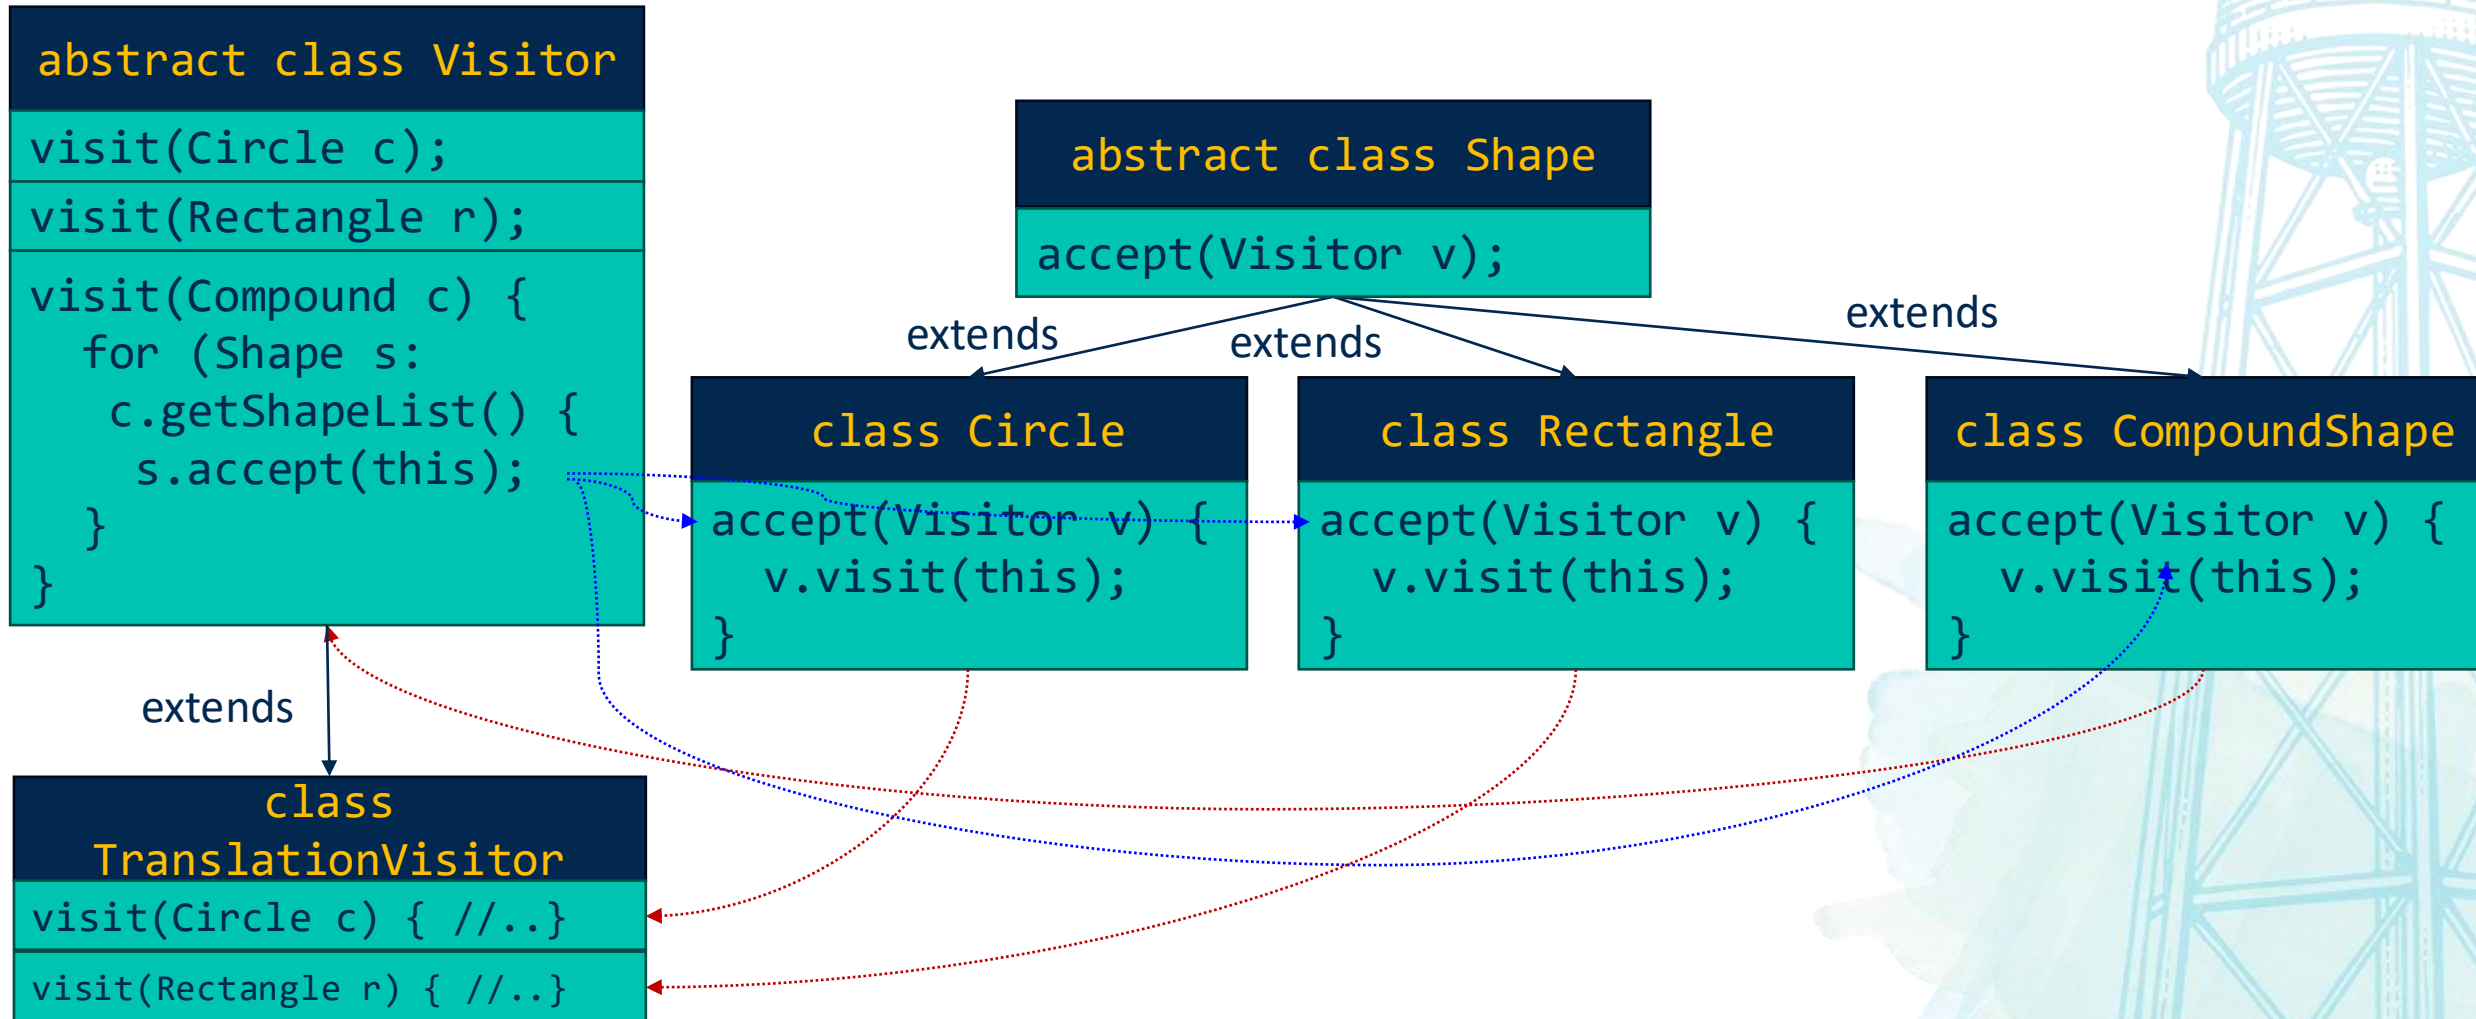 abstract class Visitor
visit(Circle c);
visit(Rectangle r);
visit(Compound c) {
for (Shape s:
c.getShapeList() {
s.accept(this);
}
}
extends
class
TranslationVisitor
visit(Circle c) { //..}
visit(Rectangle r) { //..}
abstract class Shape
accept(Visitor v);
extends
extends
extends
class Circle
accept(Visitor v) {
v.visit(this);
}
class Rectangle
accept(Visitor v) {
v.visit(this);
}
class CompoundShape
accept(Visitor v) {
v.visit(this);
}